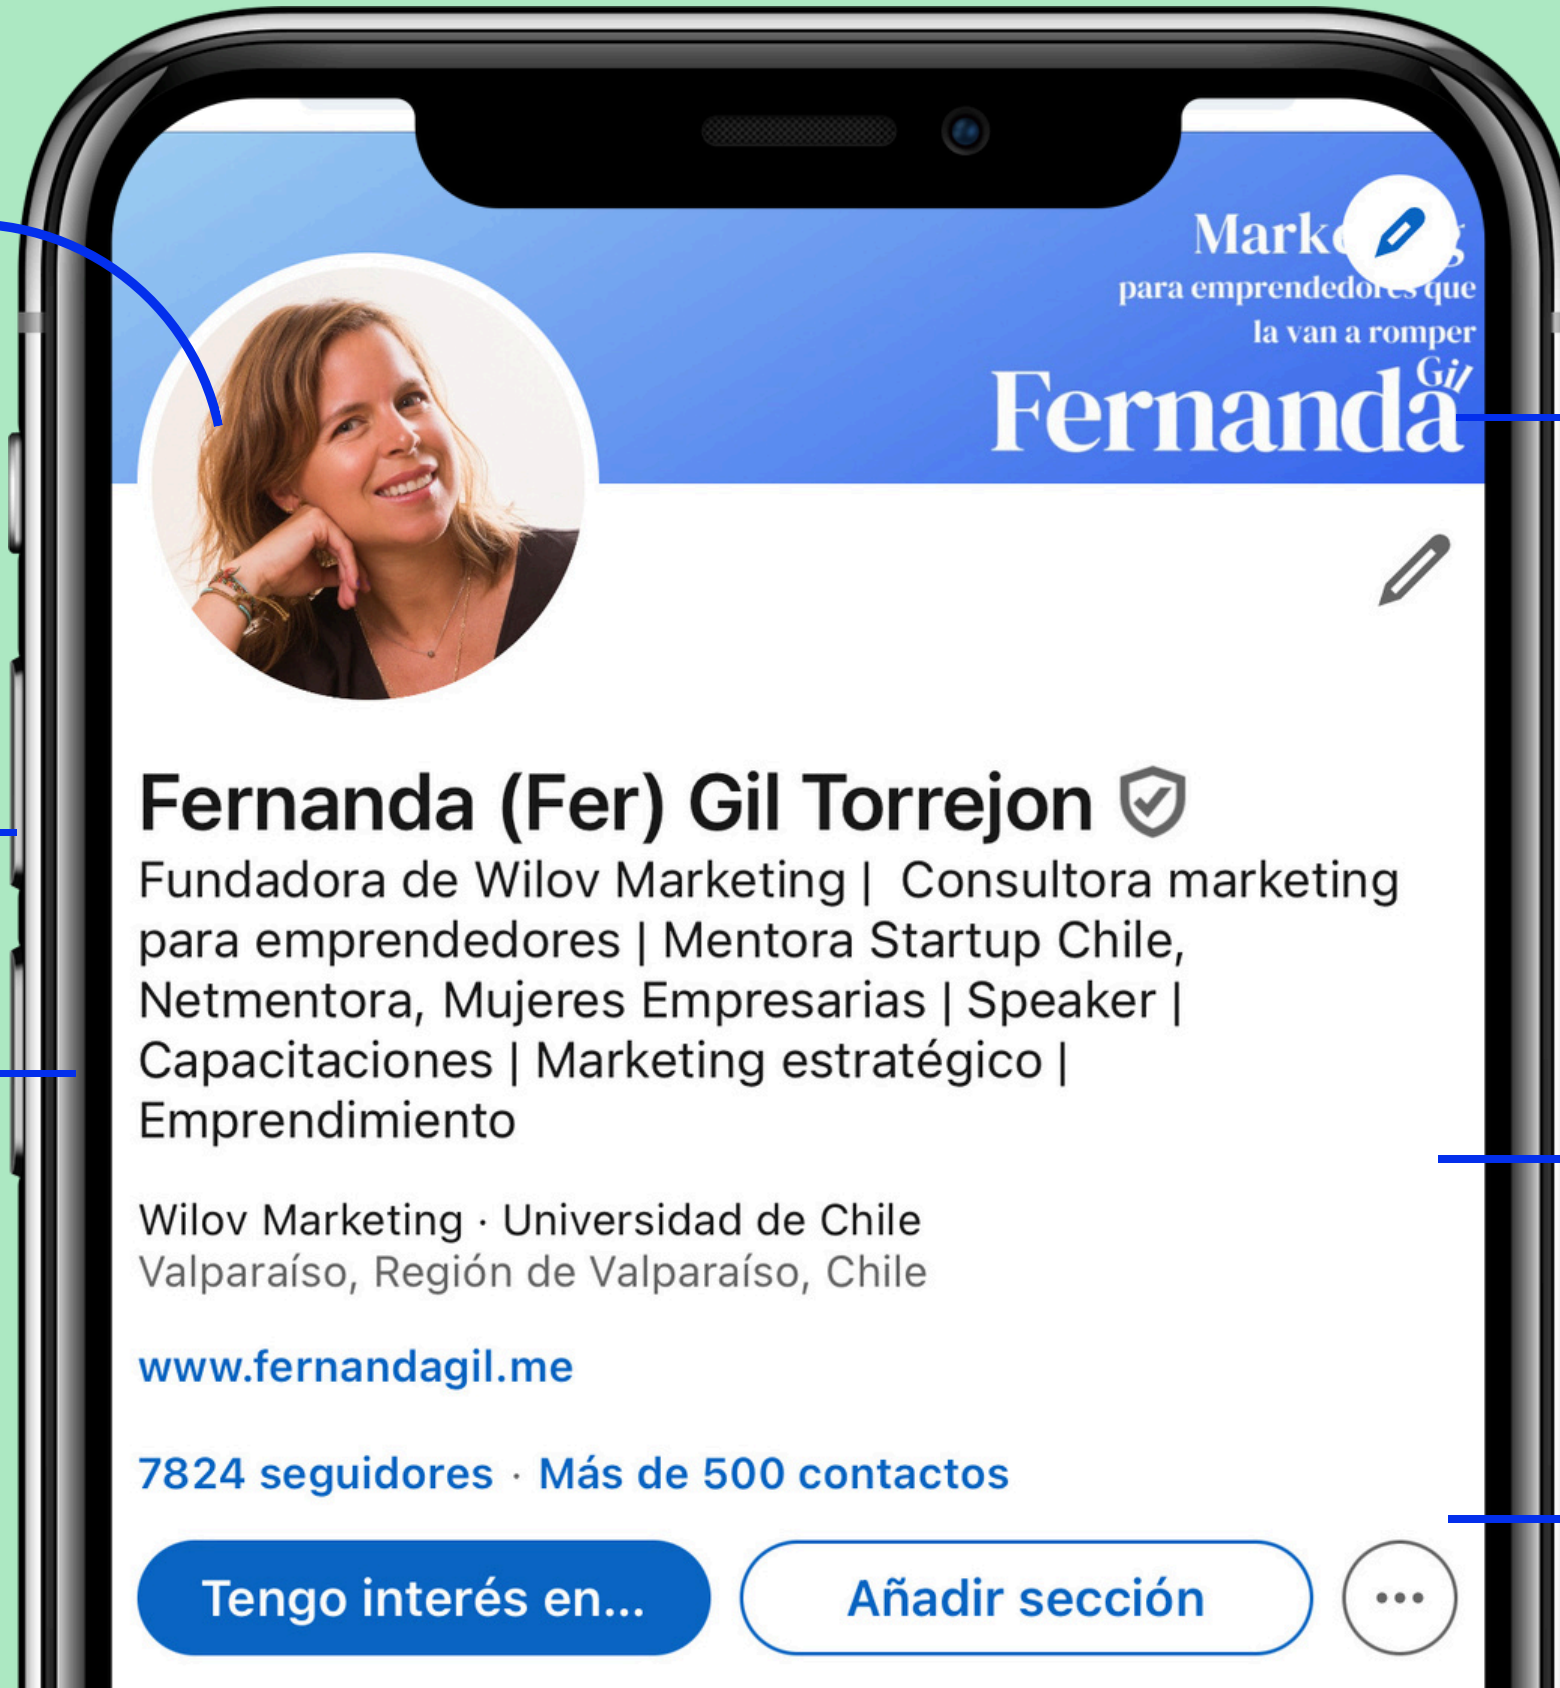 para emprendedores que
la van a romper
Gil
Fernanda
Fernanda (Fer) Gil Torrejon
Fundadora de Wilov Marketing | Consultora marketing
para emprendedores | Mentora Startup Chile,
Netmentora, Mujeres Empresarias | Speaker |
Capacitaciones | Marketing estratégico |
Emprendimiento
Wilov Marketing · Universidad de Chile
Valparaíso, Región de Valparaíso, Chile
www.fernandagil.me
7824 seguidores · Más de 500 contactos
Tengo interés en...
Añadir sección